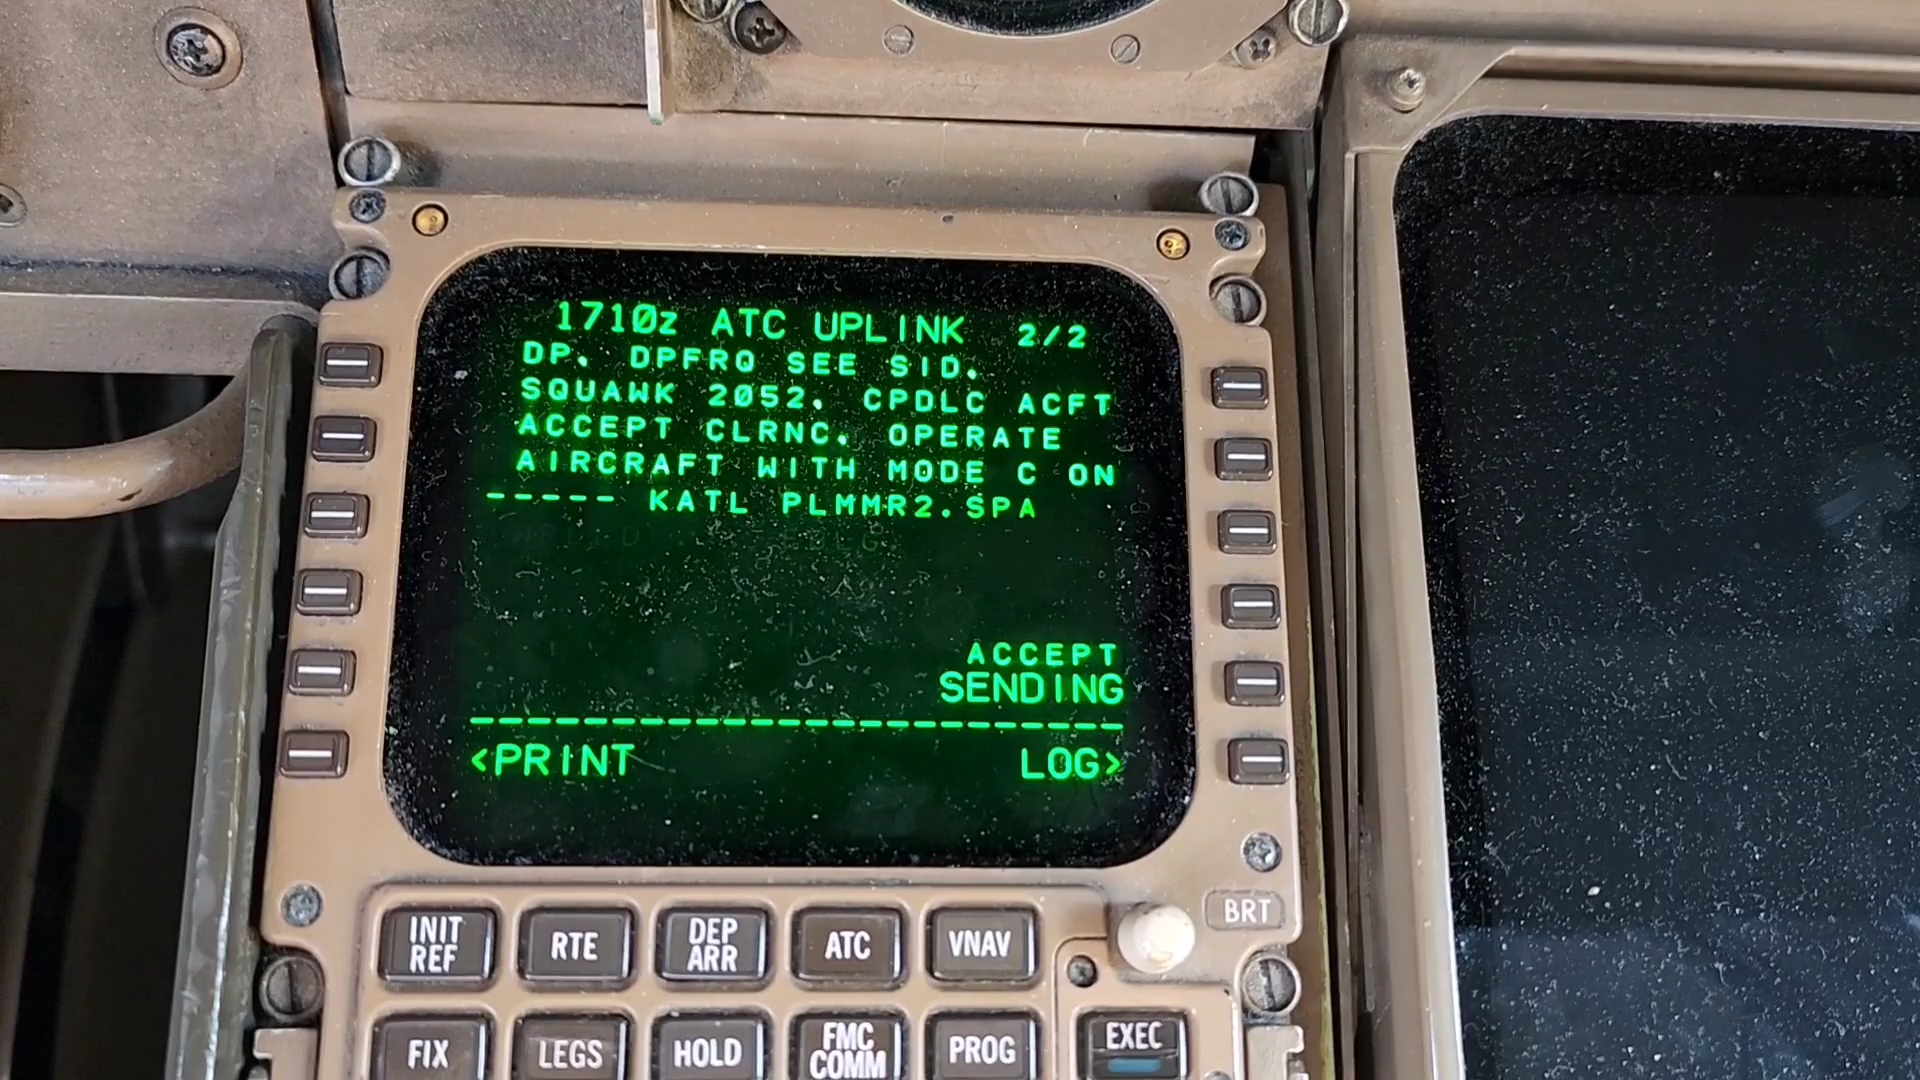 1710z ATC UPLINK 2/2
DP. DPFRQ SEE SID.
SQUAWK 2052. CPDLC ACFT
ACCEPT CLRNC. OPERATE
AIRCRAFT WITH MODE C ON
----- KATL PLMMR2.SPA
ACCEPT
SENDING
------------------------
<PRINT LOG>
BRT
INIT REF
RTE
DEP ARR
ATC
VNAV
FIX
LEGS
HOLD
FMC COMM
PROG
EXEC